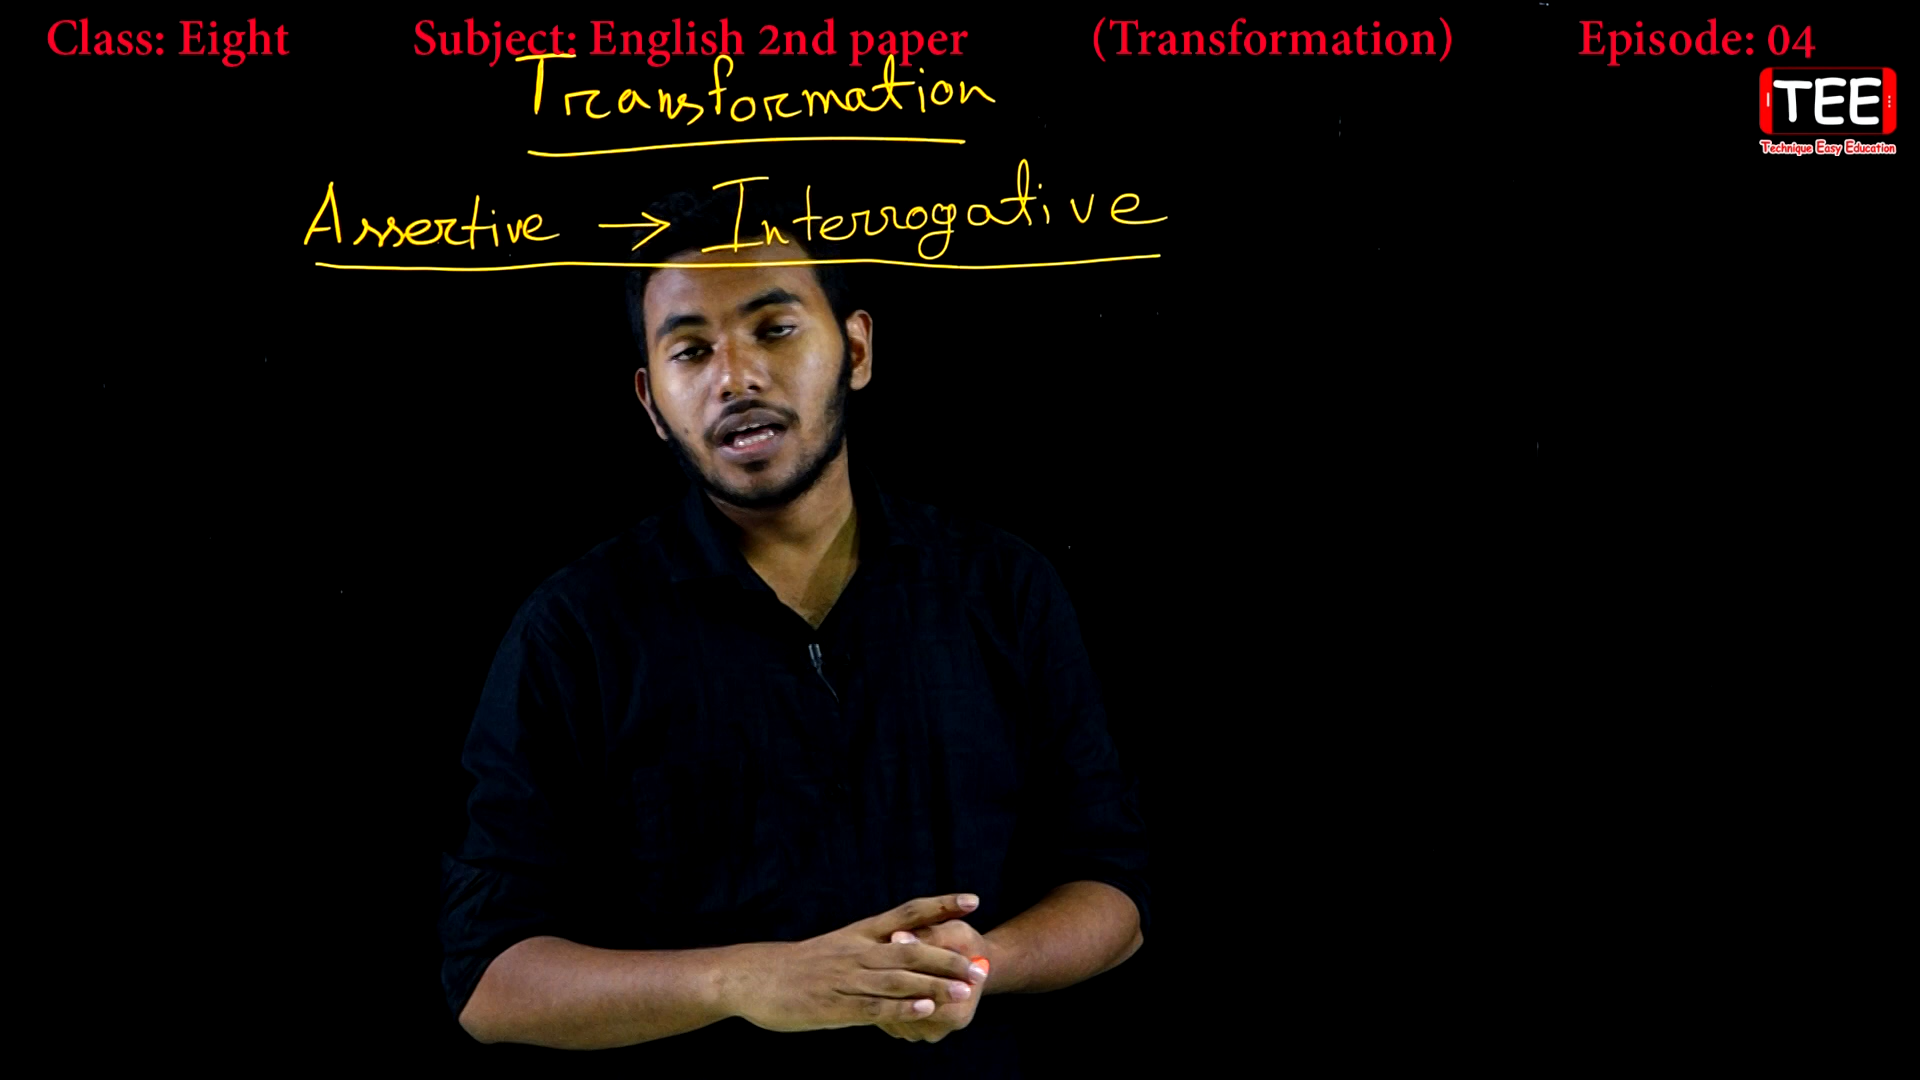 Class: Eight Subject: English 2nd paper (Transformation) Episode: 04
TEE
Technique Easy Education
Transformation
Assertive → Interrogative